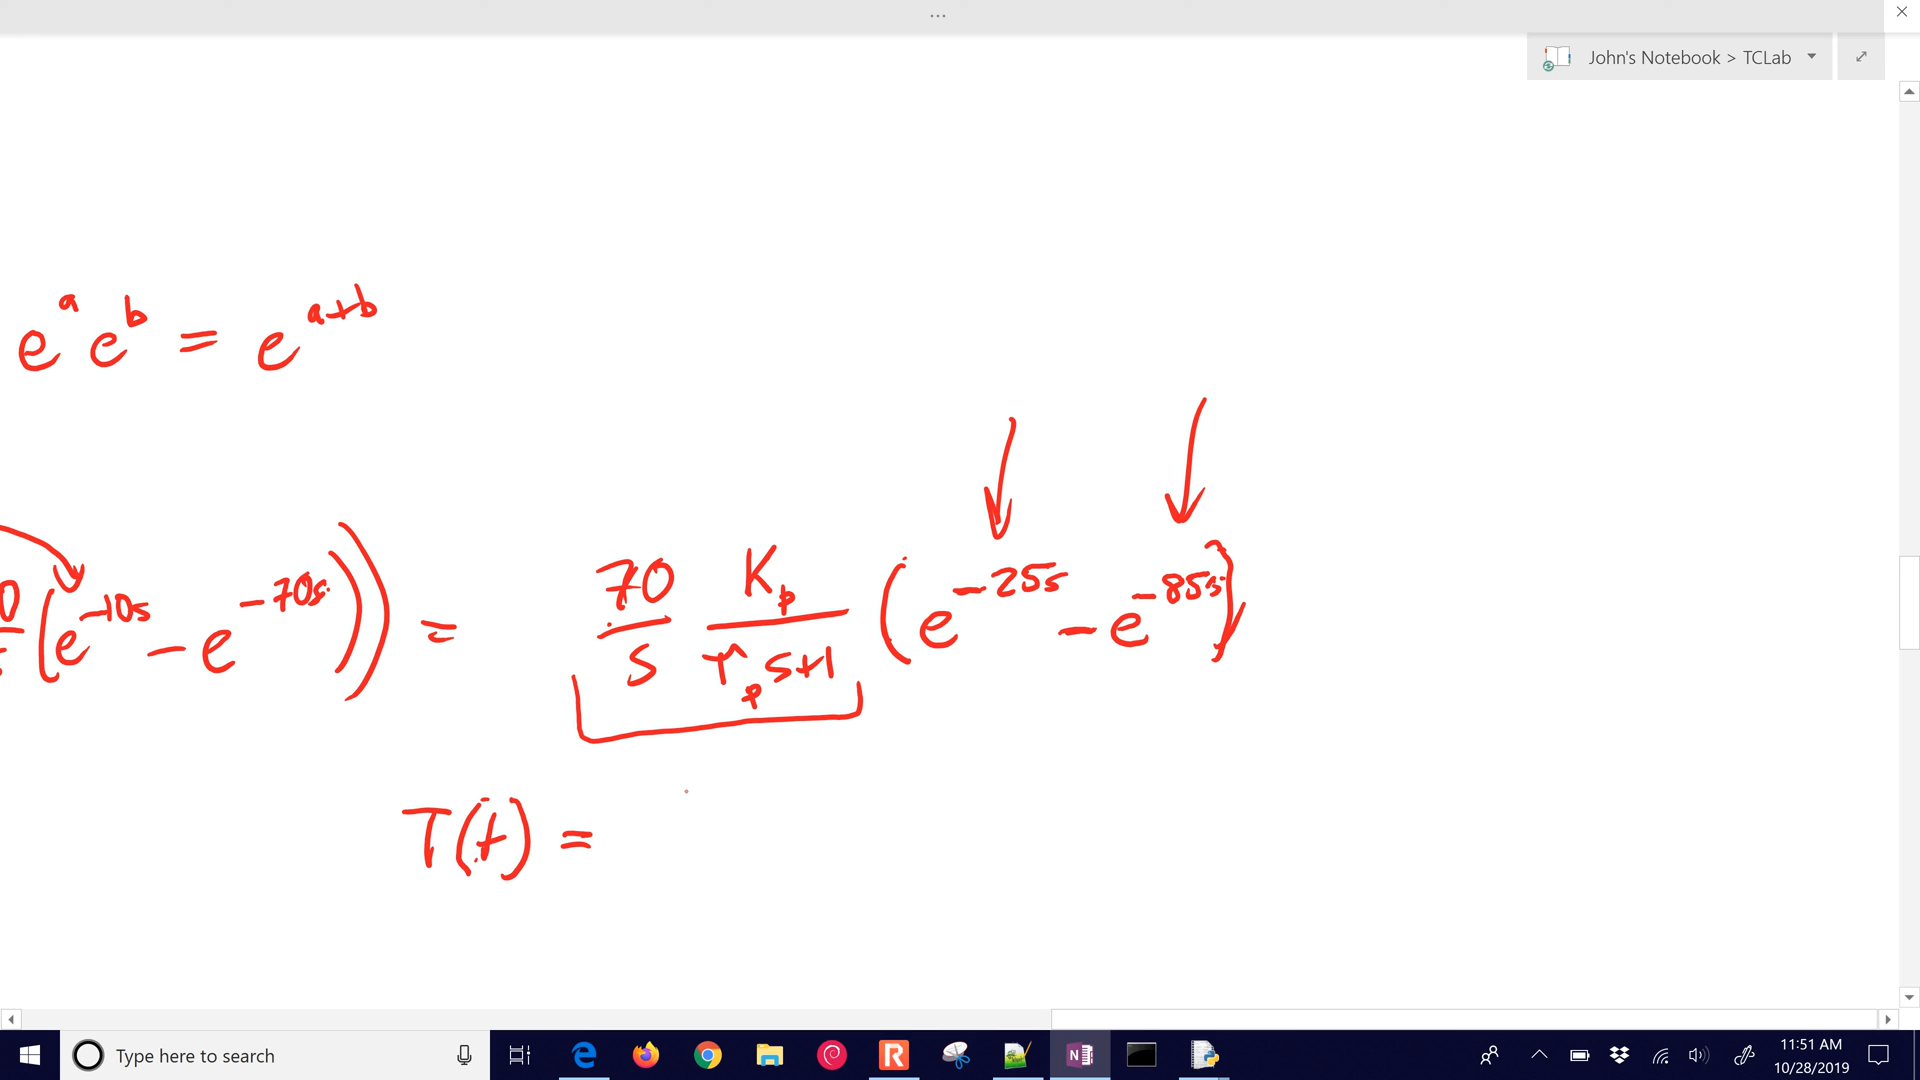 ...
John's Notebook > TCLab
e^a e^b = e^(a+b)
(e^-10s - e^-70s)) = 70/s Kp/(τp s+1) (e^-25s - e^-85s)
T(t) =
Type here to search
11:51 AM
10/28/2019